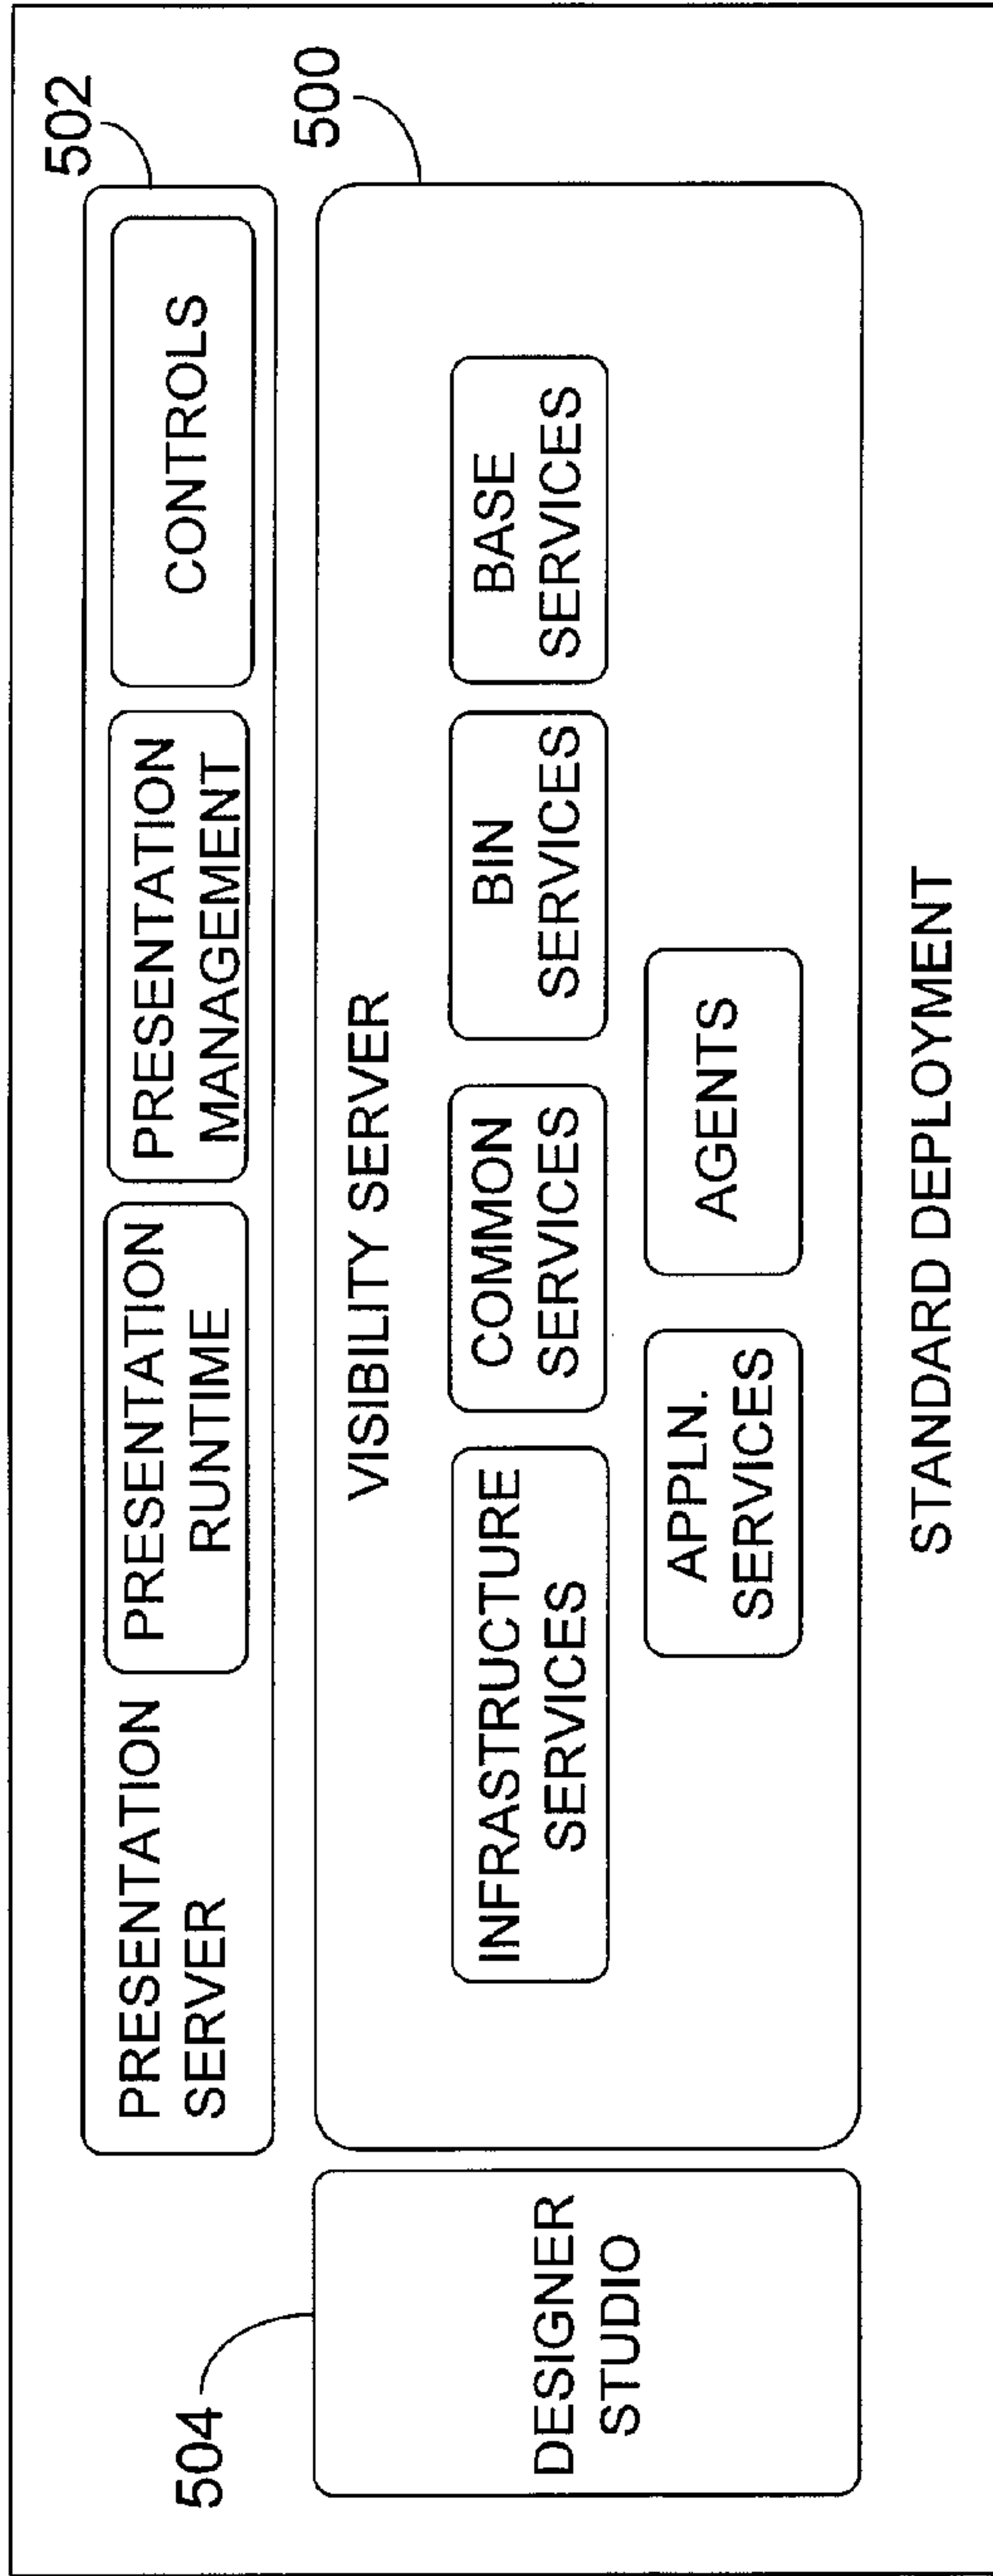 502
PRESENTATION
SERVER
PRESENTATION
RUNTIME
PRESENTATION
MANAGEMENT
CONTROLS
500
VISIBILITY SERVER
INFRASTRUCTURE
SERVICES
COMMON
SERVICES
BIN
SERVICES
BASE
SERVICES
APPLN.
SERVICES
AGENTS
504
DESIGNER
STUDIO
STANDARD DEPLOYMENT